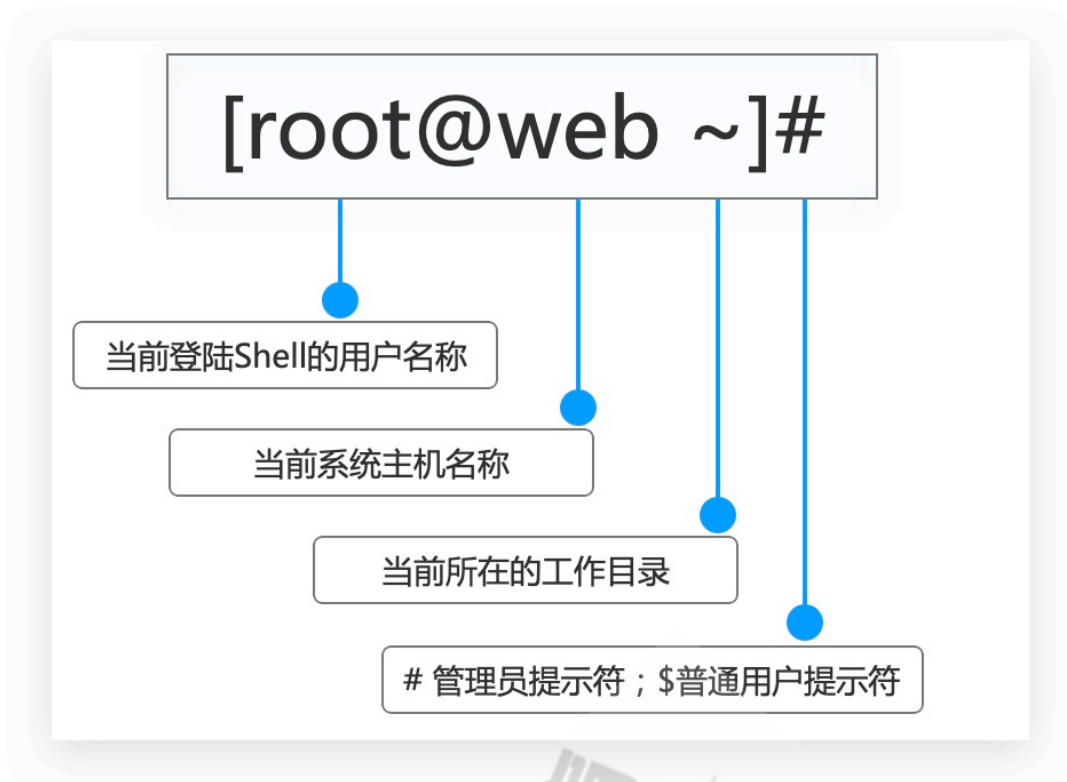 [root@web ~]#
当前登陆Shell的用户名称
当前系统主机名称
当前所在的工作目录
# 管理员提示符；$普通用户提示符